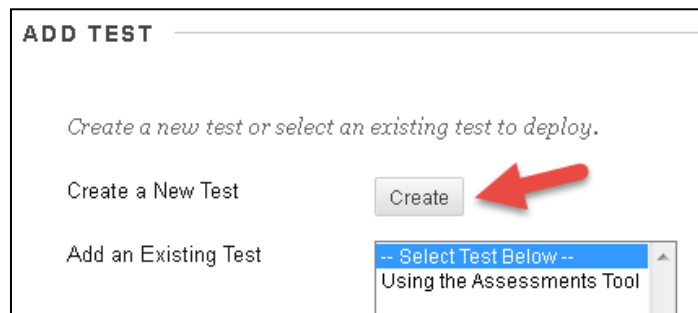 ADD TEST
Create a new test or select an existing test to deploy.
Create a New Test
Create
Add an Existing Test
-- Select Test Below --
Using the Assessments Tool